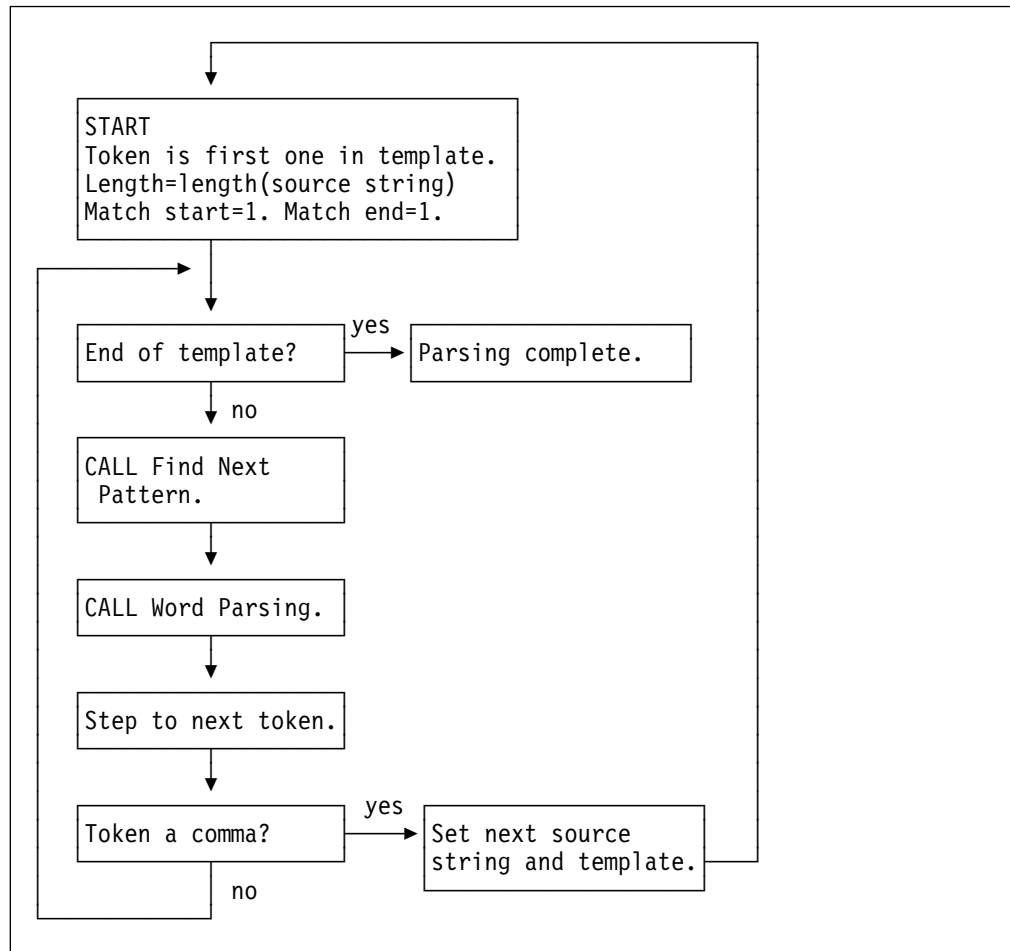 START
Token is first one in template.
Length=length(source string)
Match start=1. Match end=1.
End of template?
yes
Parsing complete.
no
CALL Find Next
Pattern.
CALL Word Parsing.
Step to next token.
Token a comma?
yes
Set next source
string and template.
no